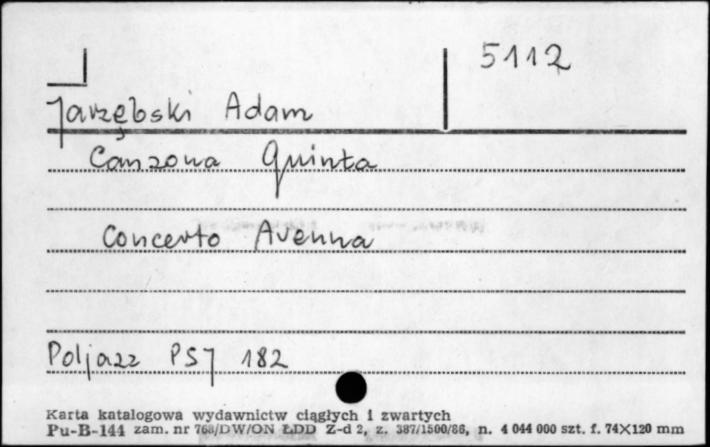 5112
Jarzębski Adam
Canzona Quinta
Concerto Avenna
Poljazz PSJ 182
Karta katalogowa wydawnictw ciągłych i zwartych
Pu-B-144 zam. nr 768/DW/ON ŁDD Z-d 2, z. 387/1500/86, n. 4 044 000 szt. f. 74X120 mm